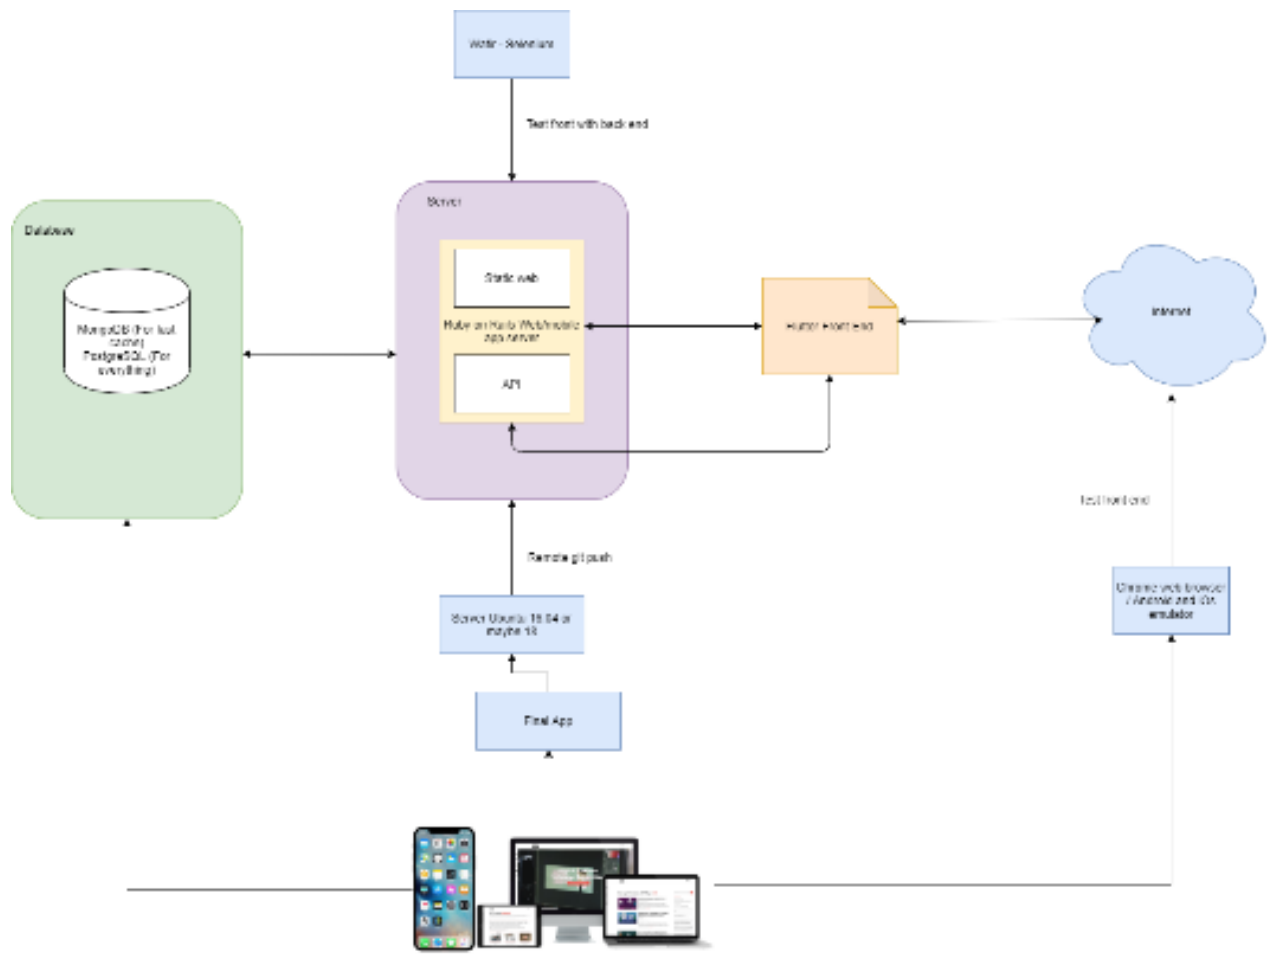 Watir - Selenium
Test front with back end
Server
Database
Static web
MongoDB (For fast
cache)
PostgreSQL (For
everything)
Ruby on Rails Web/mobile
app server
Flutter Front End
Internet
API
Test front end
Remote git push
Chrome web browser
/ Android and iOs
emulator
Server Ubuntu 16.04 or
maybe 18
Final App